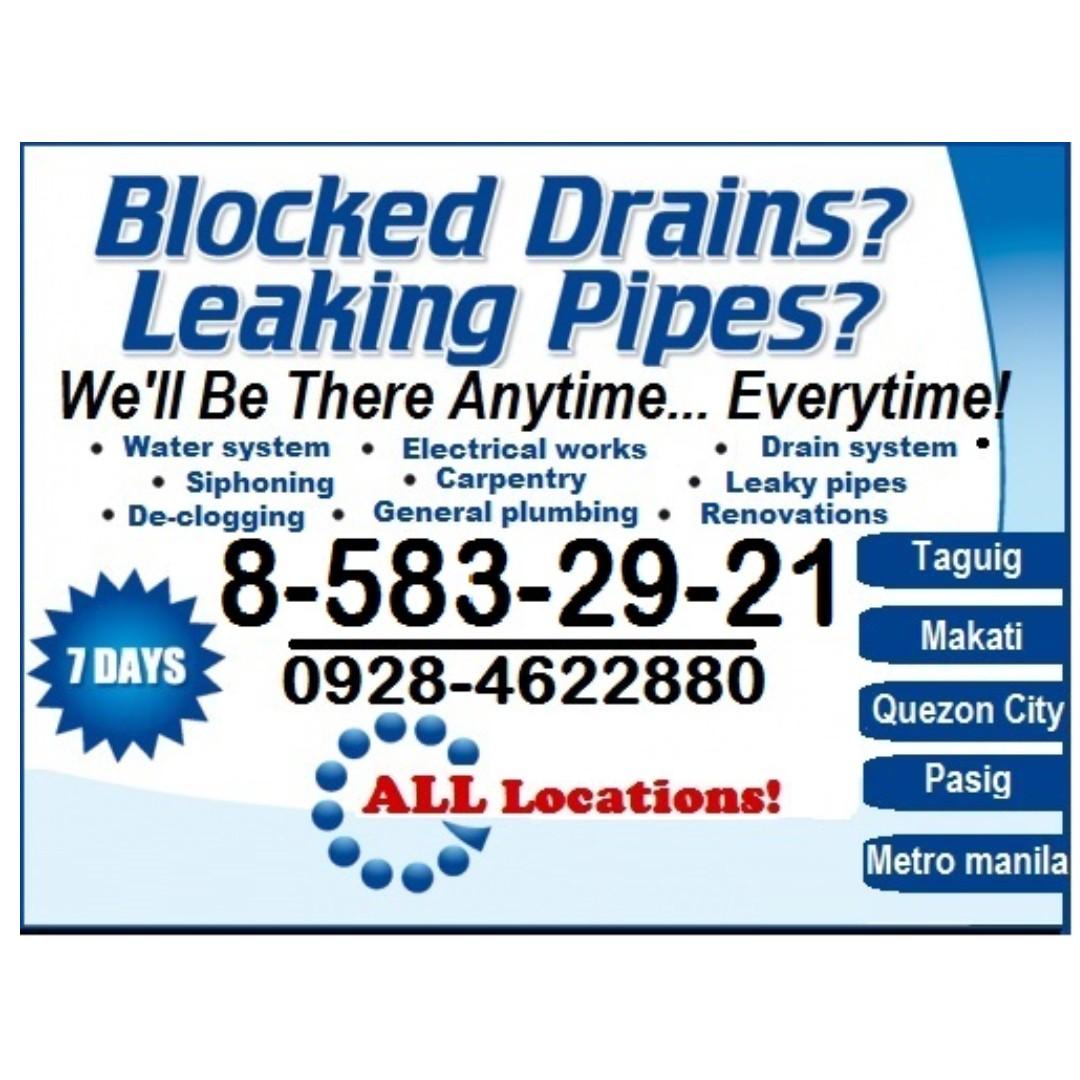 Blocked Drains?
Leaking Pipes?
We'll Be There Anytime... Everytime!
• Water system • Electrical works • Drain system •
• Siphoning • Carpentry • Leaky pipes
• De-clogging • General plumbing • Renovations
8-583-29-21
0928-4622880
7 DAYS
ALL Locations!
Taguig
Makati
Quezon City
Pasig
Metro manila